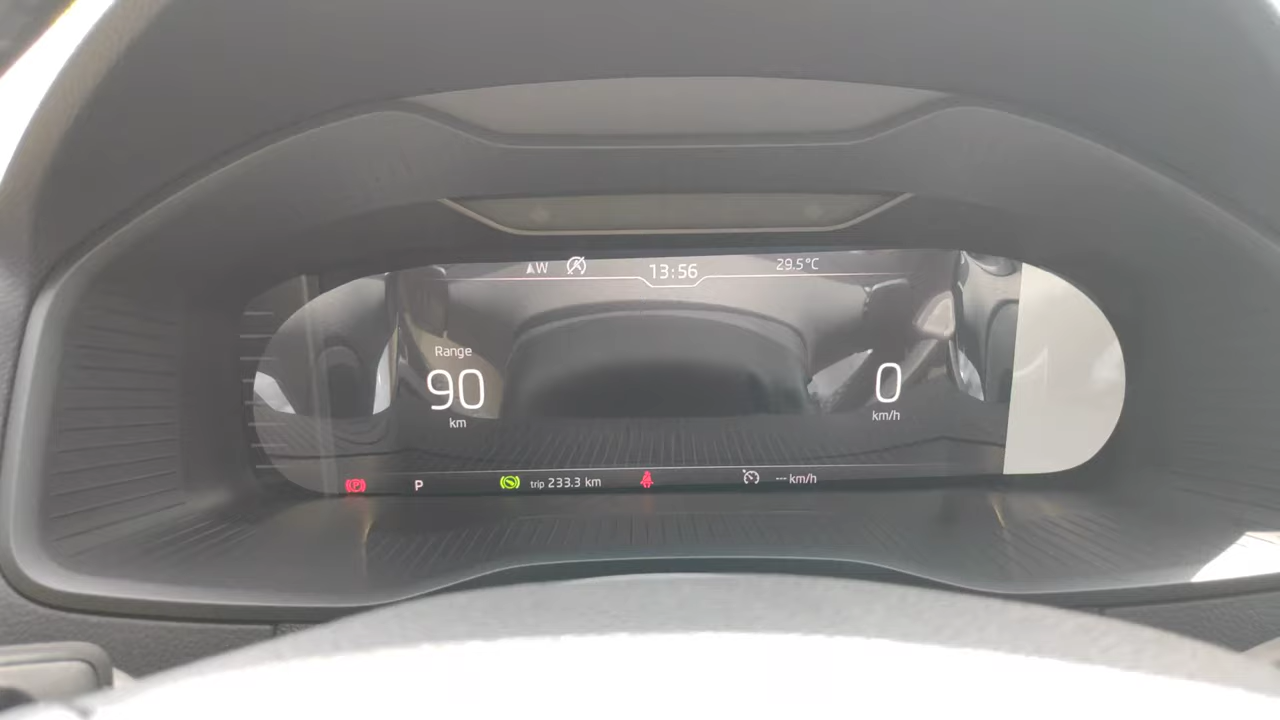 W
13:56
29.5°C
Range
90
km
0
km/h
P
P
trip 233.3 km
--- km/h